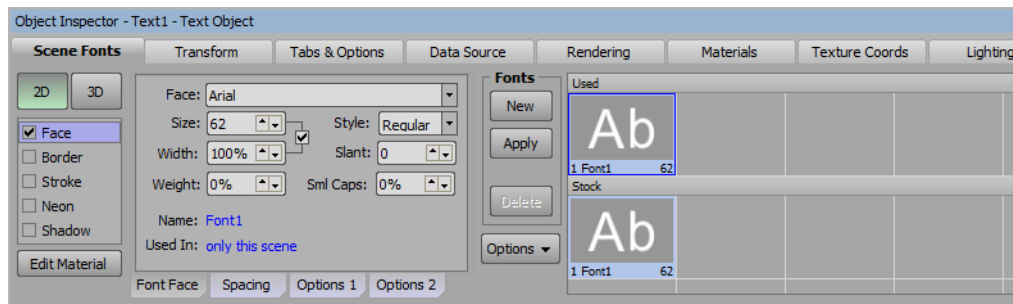 Object Inspector - Text1 - Text Object
Scene Fonts Transform Tabs & Options Data Source Rendering Materials Texture Coords Lighting
2D 3D
Face
Border
Stroke
Neon
Shadow
Edit Material
Face: Arial
Size: 62 Style: Regular
Width: 100% Slant: 0
Weight: 0% Sml Caps: 0%
Name: Font1
Used In: only this scene
Font Face Spacing Options 1 Options 2
Fonts
New
Apply
Delete
Options
Used
Ab
1 Font1 62
Stock
Ab
1 Font1 62